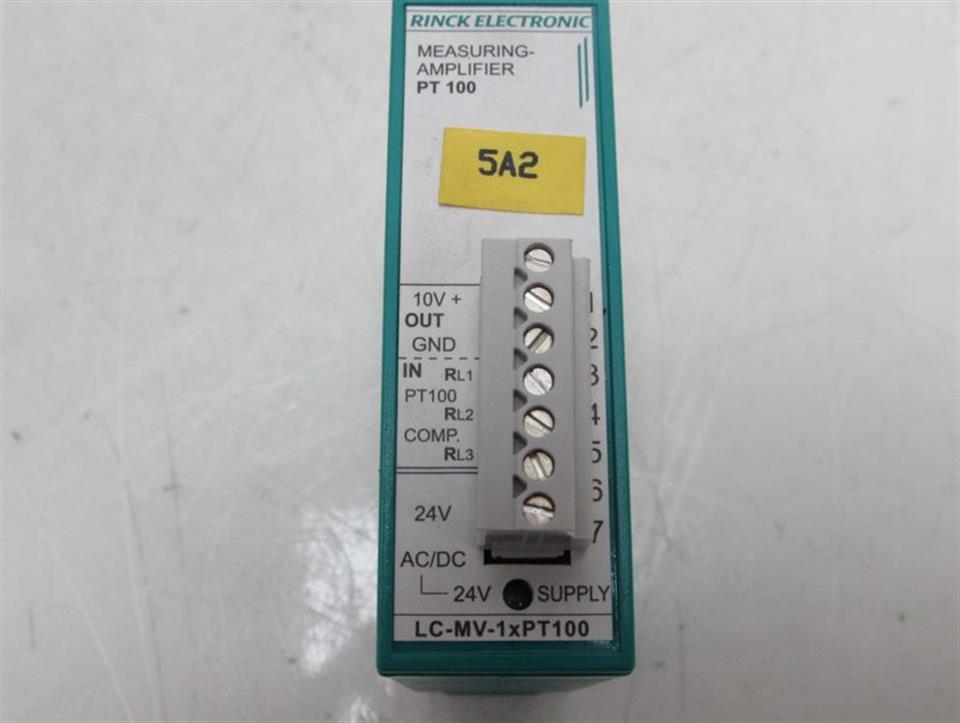 RINCK ELECTRONIC
MEASURING-
AMPLIFIER
PT 100
5A2
10V +
1
OUT
GND
2
IN RL1
3
PT100
RL2
4
COMP.
RL3
5
6
24V
7
AC/DC
24V SUPPLY
LC-MV-1xPT100